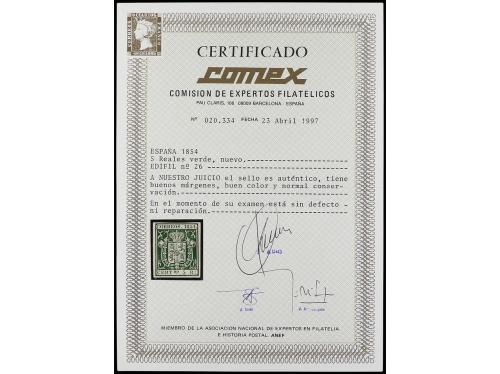 CERTIFICADO
comex
COMISION DE EXPERTOS FILATELICOS
PAU CLARIS, 106 08009 BARCELONA - ESPAÑA
Nº 020.334 FECHA 23 Abril 1997
ESPAÑA 1854
5 Reales verde, nuevo.
EDIFIL nº 26
A NUESTRO JUICIO el sello es auténtico, tiene
buenos márgenes, buen color y normal conser-
vación.
En el momento de su examen está sin defecto
ni reparación.
CORREOS 1854
CERTDO 5 RS
MIEMBRO DE LA ASOCIACION NACIONAL DE EXPERTOS EN FILATELIA
E HISTORIA POSTAL. ANEF